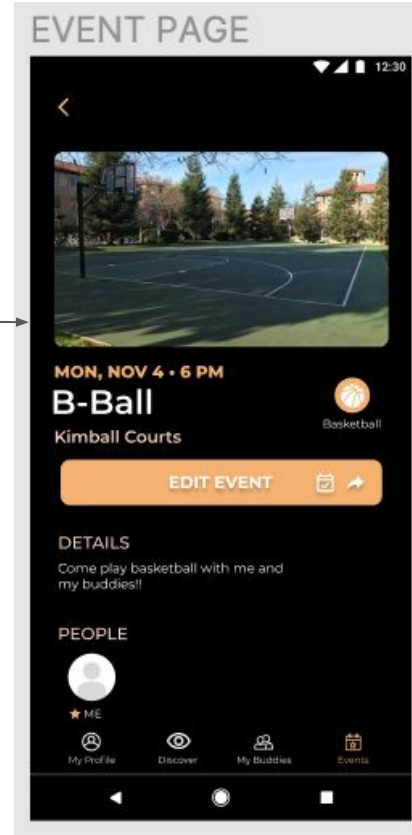 EVENT PAGE
12:30
MON, NOV 4 • 6 PM
B-Ball
Kimball Courts
Basketball
EDIT EVENT
DETAILS
Come play basketball with me and
my buddies!!
PEOPLE
ME
My Profile
Discover
My Buddies
Events